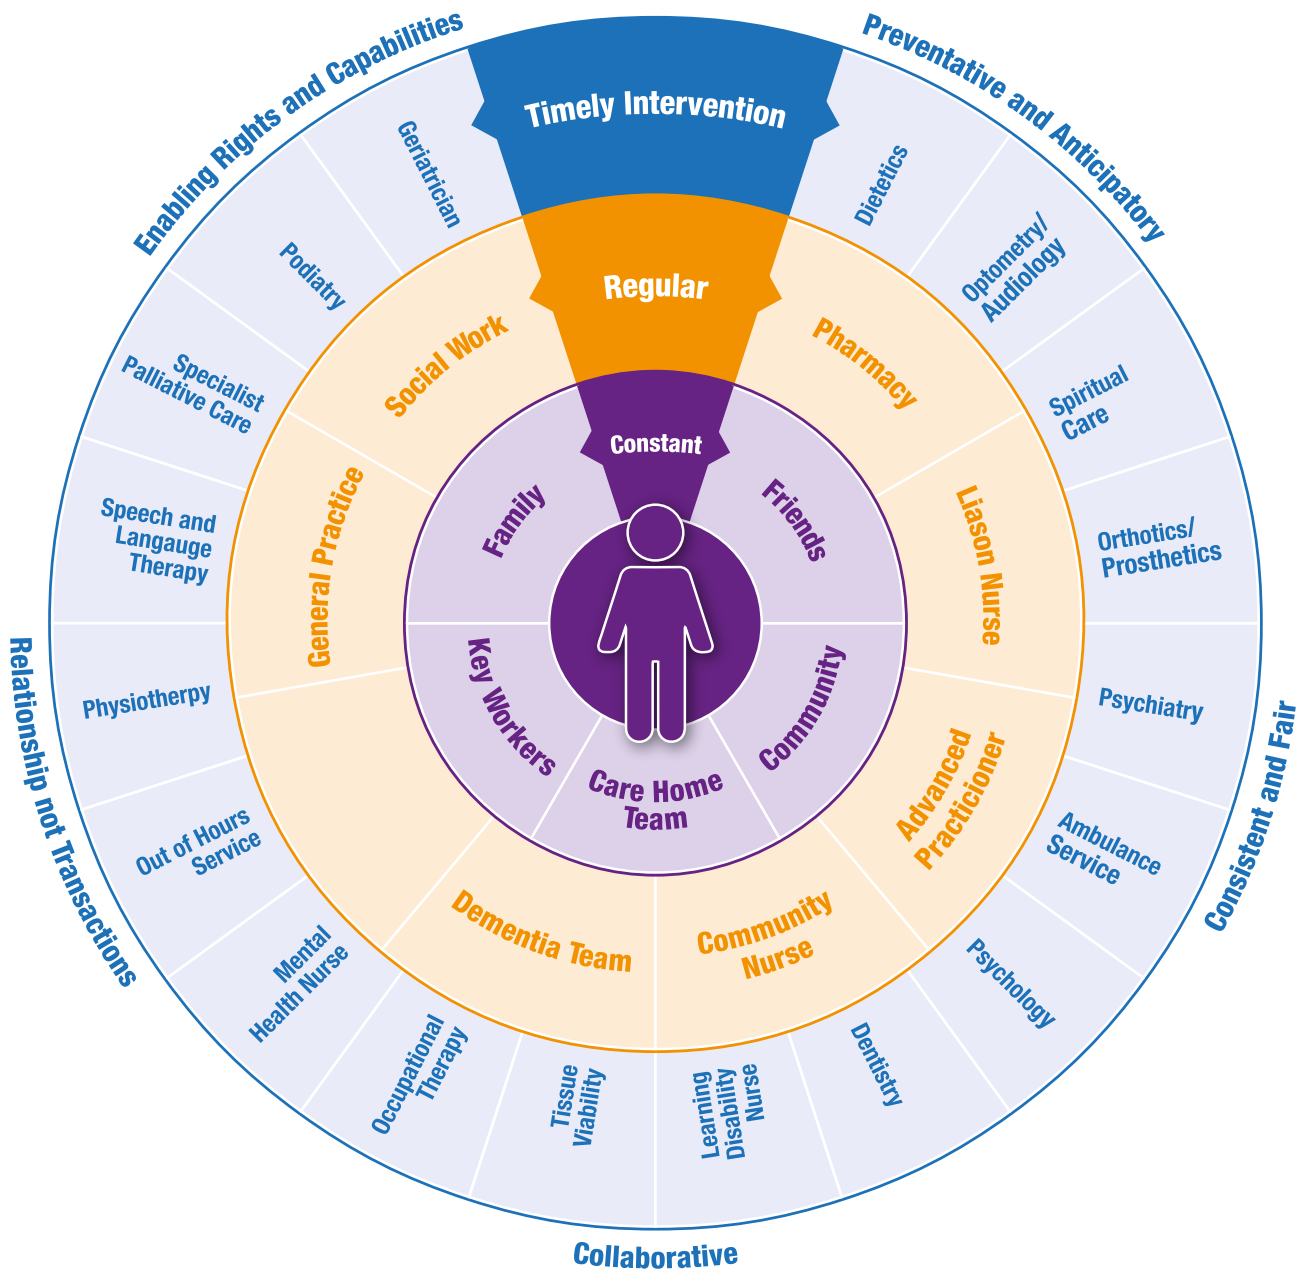 Enabling Rights and Capabilities
Preventative and Anticipatory
Consistent and Fair
Collaborative
Relationship not Transactions
Timely Intervention
Dietetics
Optometry/
Audiology
Spiritual
Care
Orthotics/
Prosthetics
Psychiatry
Ambulance
Service
Psychology
Dentistry
Learning
Disability
Nurse
Tissue
Viability
Occupational
Therapy
Mental
Health Nurse
Out of Hours
Service
Physiotherpy
Speech and
Langauge
Therapy
Specialist
Palliative Care
Podiatry
Geriatrician
Regular
Pharmacy
Liason Nurse
Advanced
Practicioner
Community
Nurse
Dementia Team
General Practice
Social Work
Constant
Friends
Community
Care Home
Team
Key Workers
Family